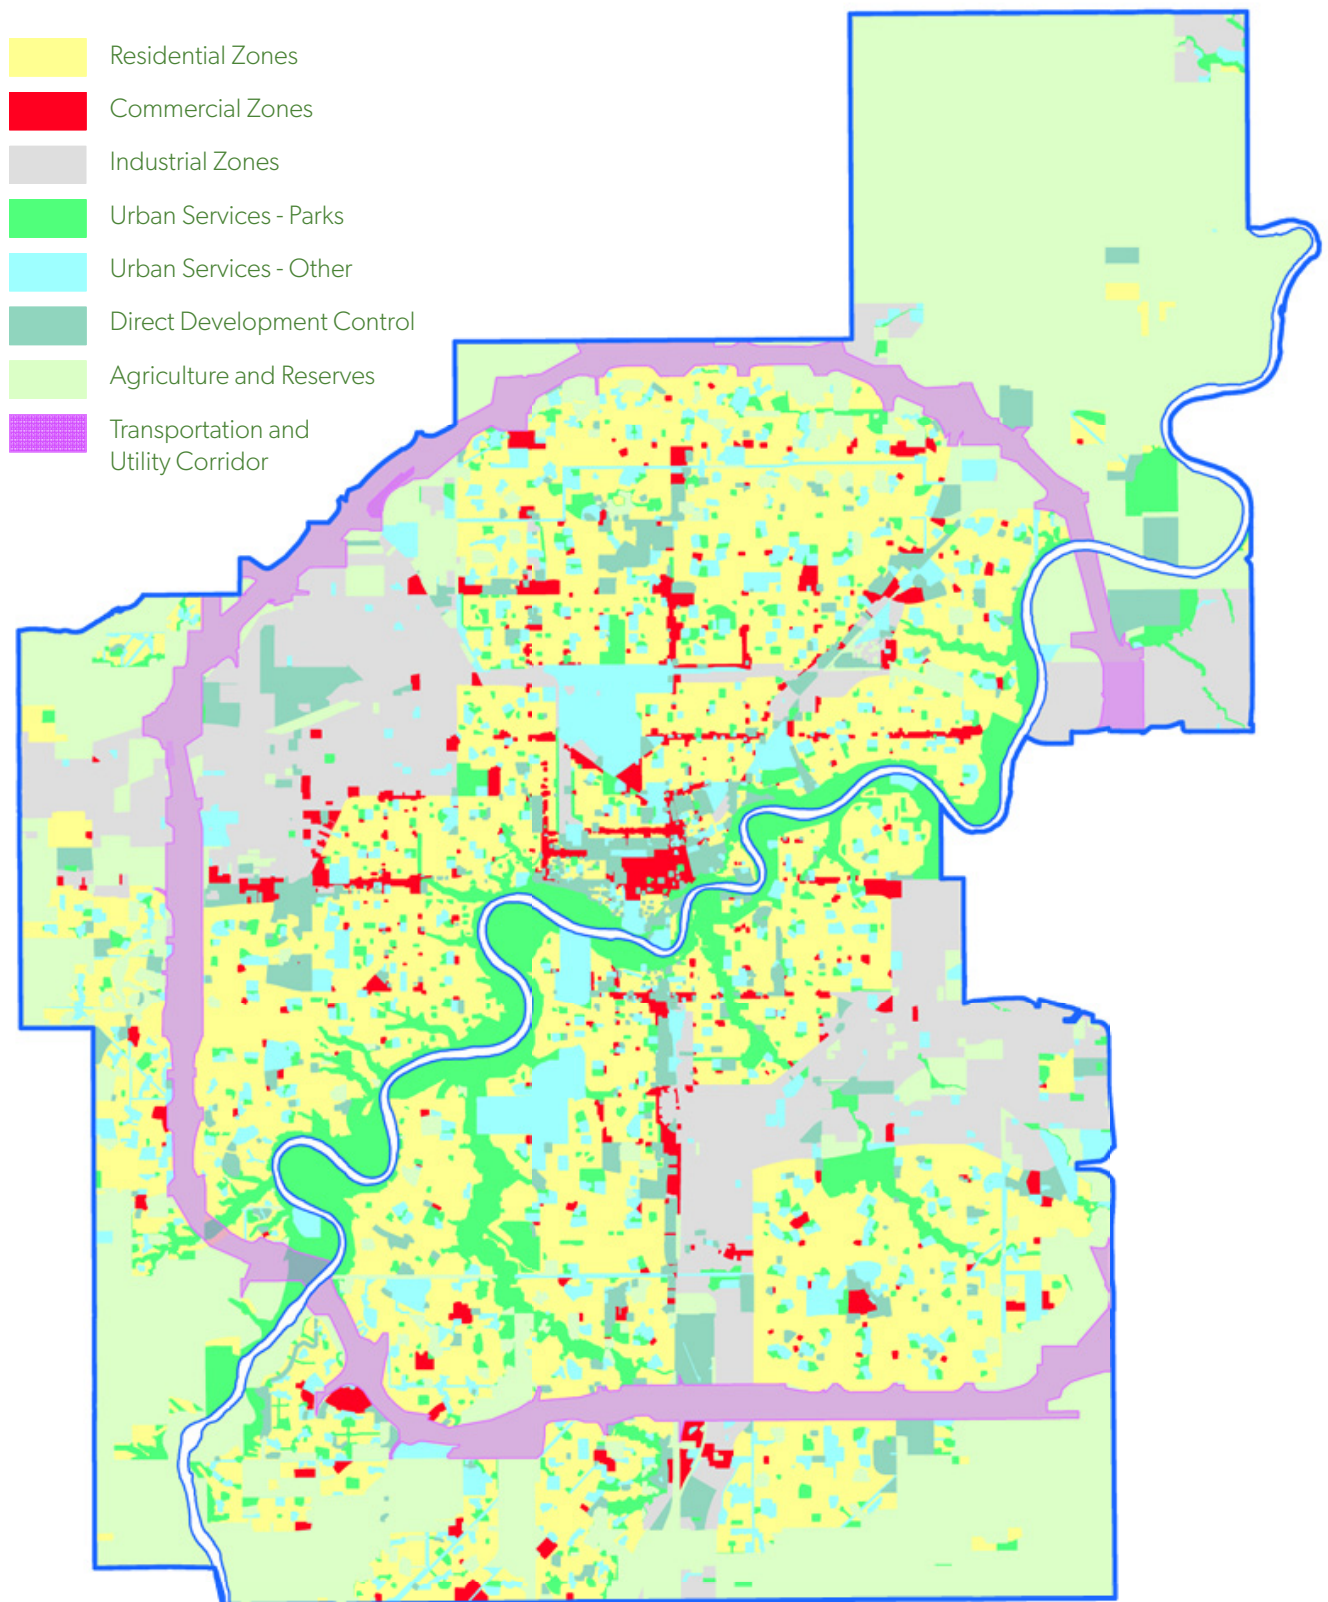 Residential Zones
Commercial Zones
Industrial Zones
Urban Services - Parks
Urban Services - Other
Direct Development Control
Agriculture and Reserves
Transportation and
Utility Corridor